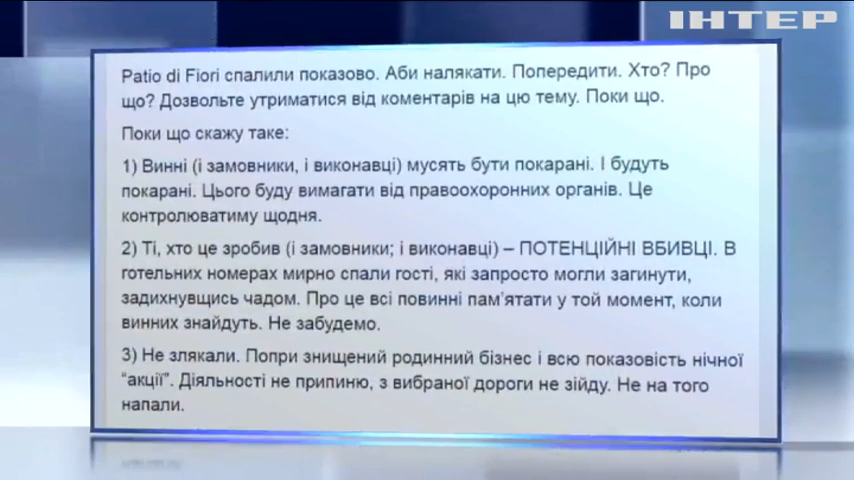 ІНТЕР
Patio di Fiori спалили показово. Аби налякати. Попередити. Хто? Про
що? Дозвольте утриматися від коментарів на цю тему. Поки що.
Поки що скажу таке:
1) Винні (і замовники, і виконавці) мусять бути покарані. І будуть
покарані. Цього буду вимагати від правоохоронних органів. Це
контролюватиму щодня.
2) Ті, хто це зробив (і замовники; і виконавці) – ПОТЕНЦІЙНІ ВБИВЦІ. В
готельних номерах мирно спали гості, які запросто могли загинути,
задихнувщись чадом. Про це всі повинні пам’ятати у той момент, коли
винних знайдуть. Не забудемо.
3) Не злякали. Попри знищений родинний бізнес і всю показовість нічної
“акції”. Діяльності не припиню, з вибраної дороги не зійду. Не на того
напали.